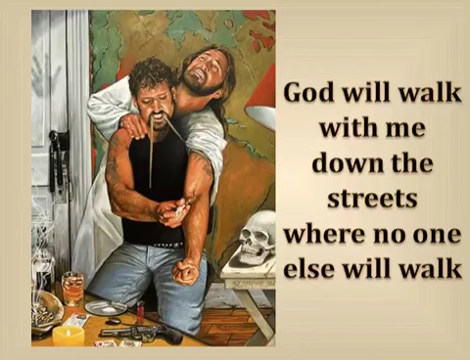 God will walk
with me
down the
streets
where no one
else will walk